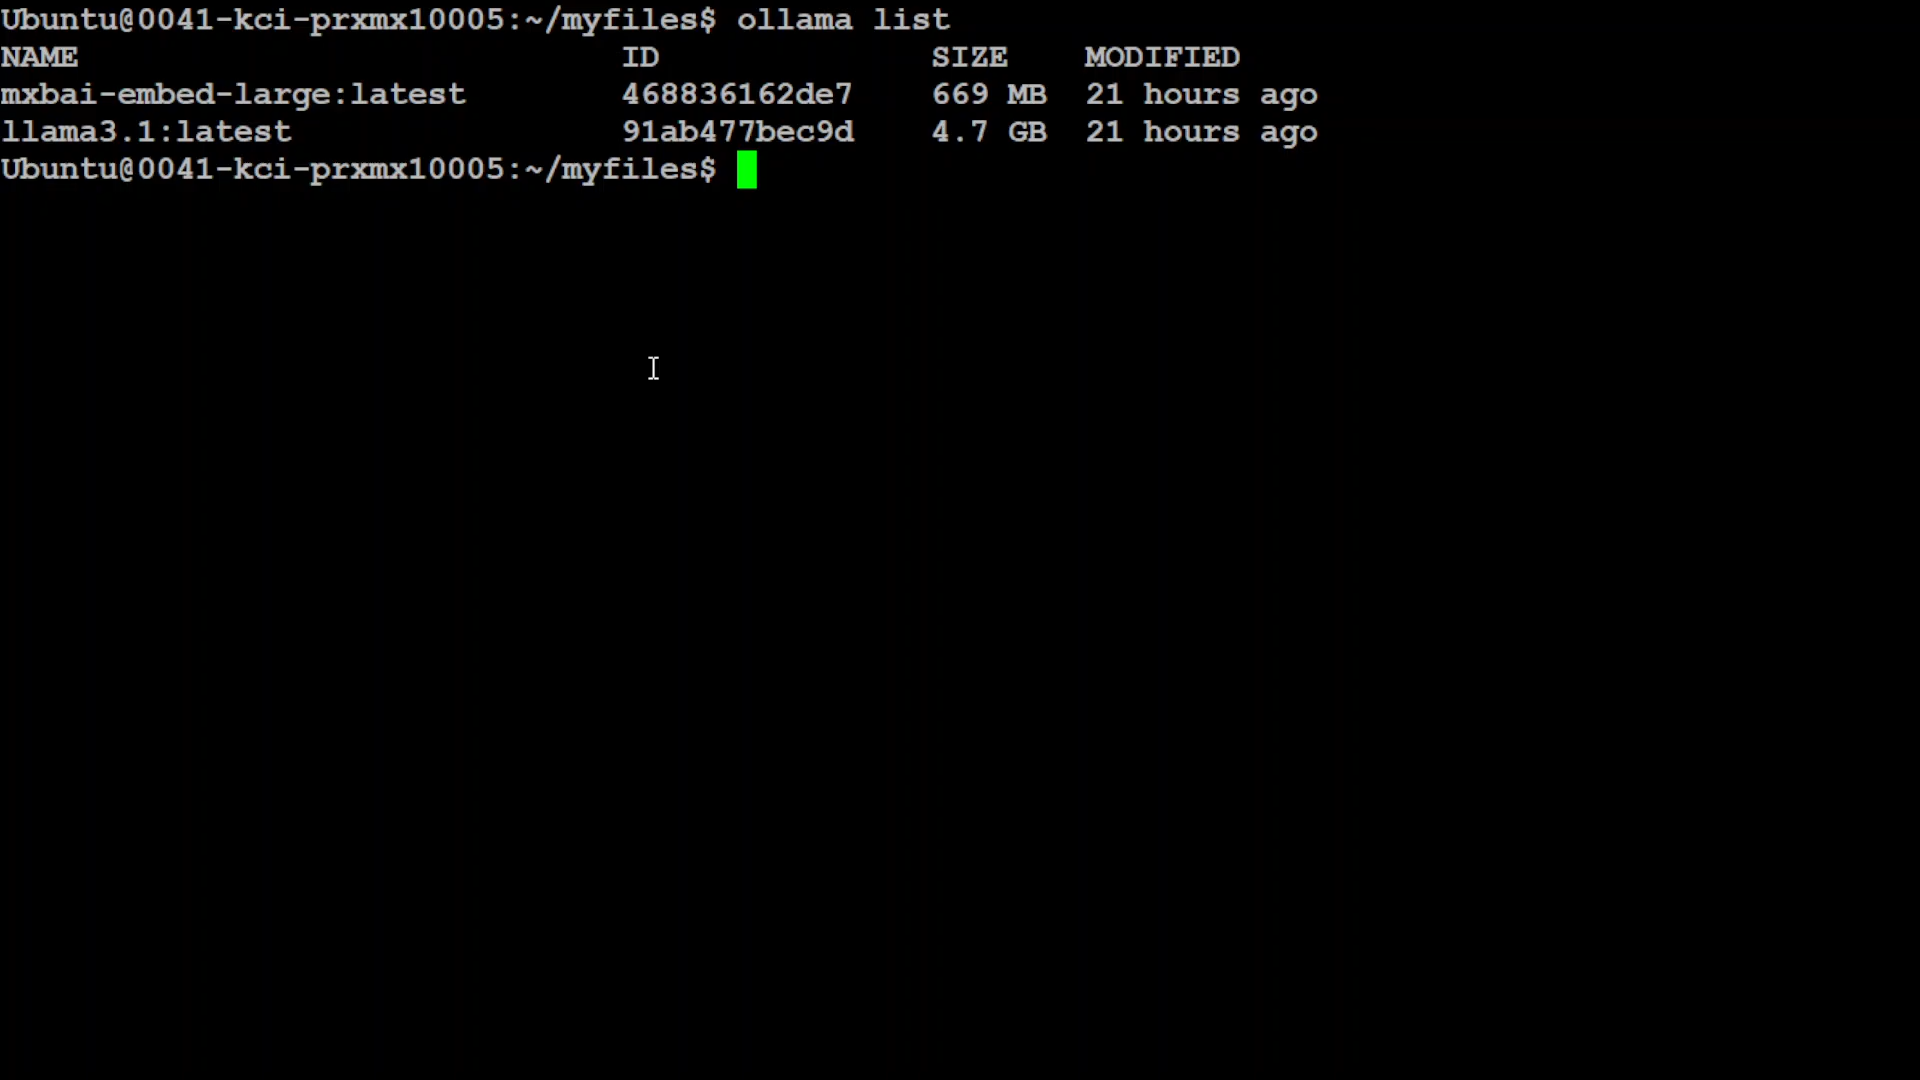 Ubuntu@0041-kci-prxmx10005:~/myfiles$ ollama list
NAME ID SIZE MODIFIED
mxbai-embed-large:latest 468836162de7 669 MB 21 hours ago
llama3.1:latest 91ab477bec9d 4.7 GB 21 hours ago
Ubuntu@0041-kci-prxmx10005:~/myfiles$